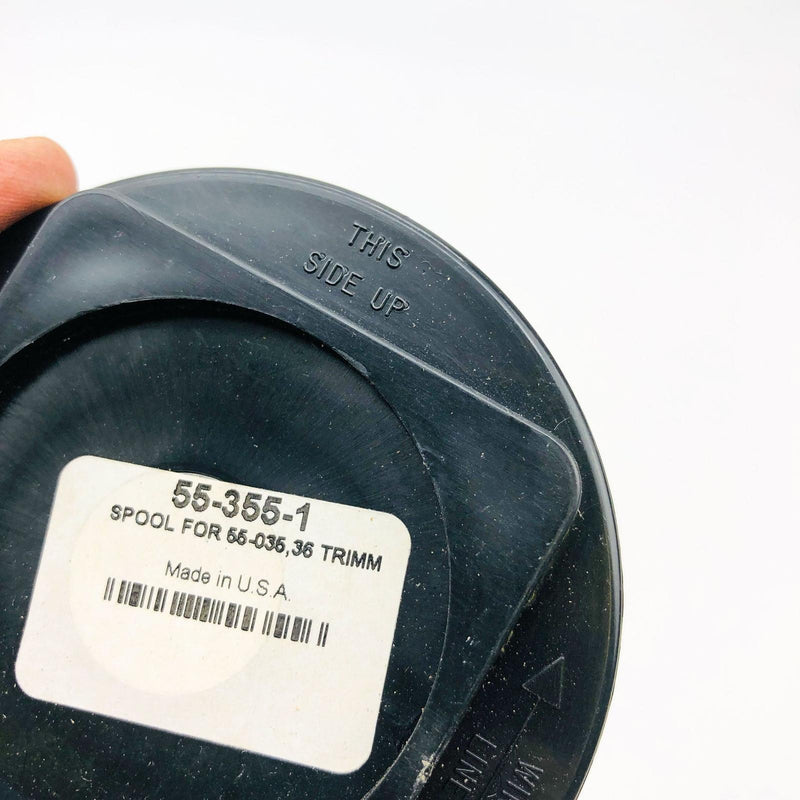 THIS
SIDE UP
55-355-1
SPOOL FOR 55-035,36 TRIMM
Made in U.S.A.